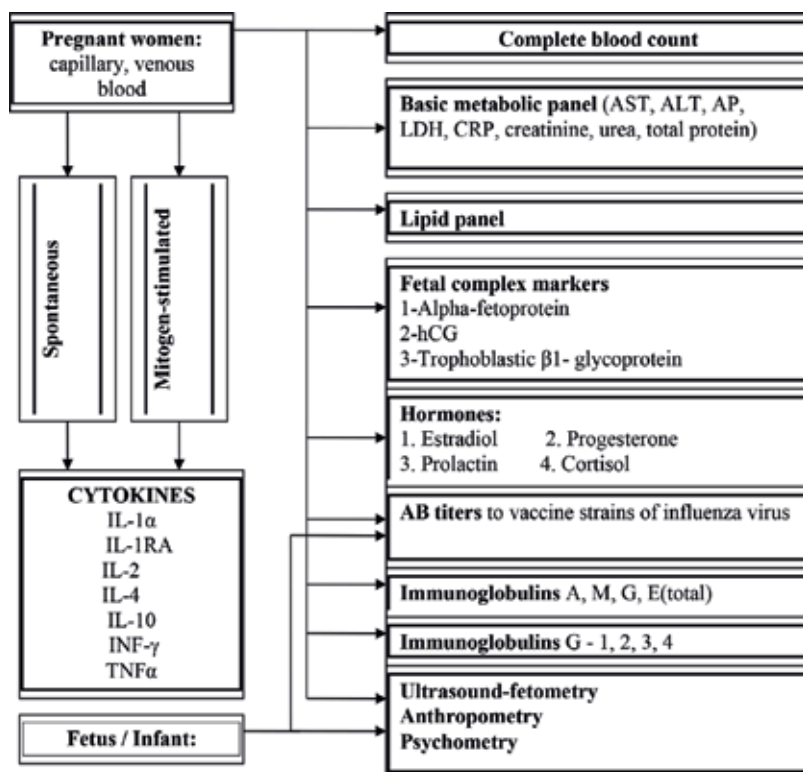 Pregnant women:
capillary, venous
blood
Spontaneous
Mitogen-stimulated
CYTOKINES
IL-1α
IL-1RA
IL-2
IL-4
IL-10
INF-γ
TNFα
Fetus / Infant:
Complete blood count
Basic metabolic panel (AST, ALT, AP,
LDH, CRP, creatinine, urea, total protein)
Lipid panel
Fetal complex markers
1-Alpha-fetoprotein
2-hCG
3-Trophoblastic β1- glycoprotein
Hormones:
1. Estradiol 2. Progesterone
3. Prolactin 4. Cortisol
AB titers to vaccine strains of influenza virus
Immunoglobulins A, M, G, E(total)
Immunoglobulins G - 1, 2, 3, 4
Ultrasound-fetometry
Anthropometry
Psychometry